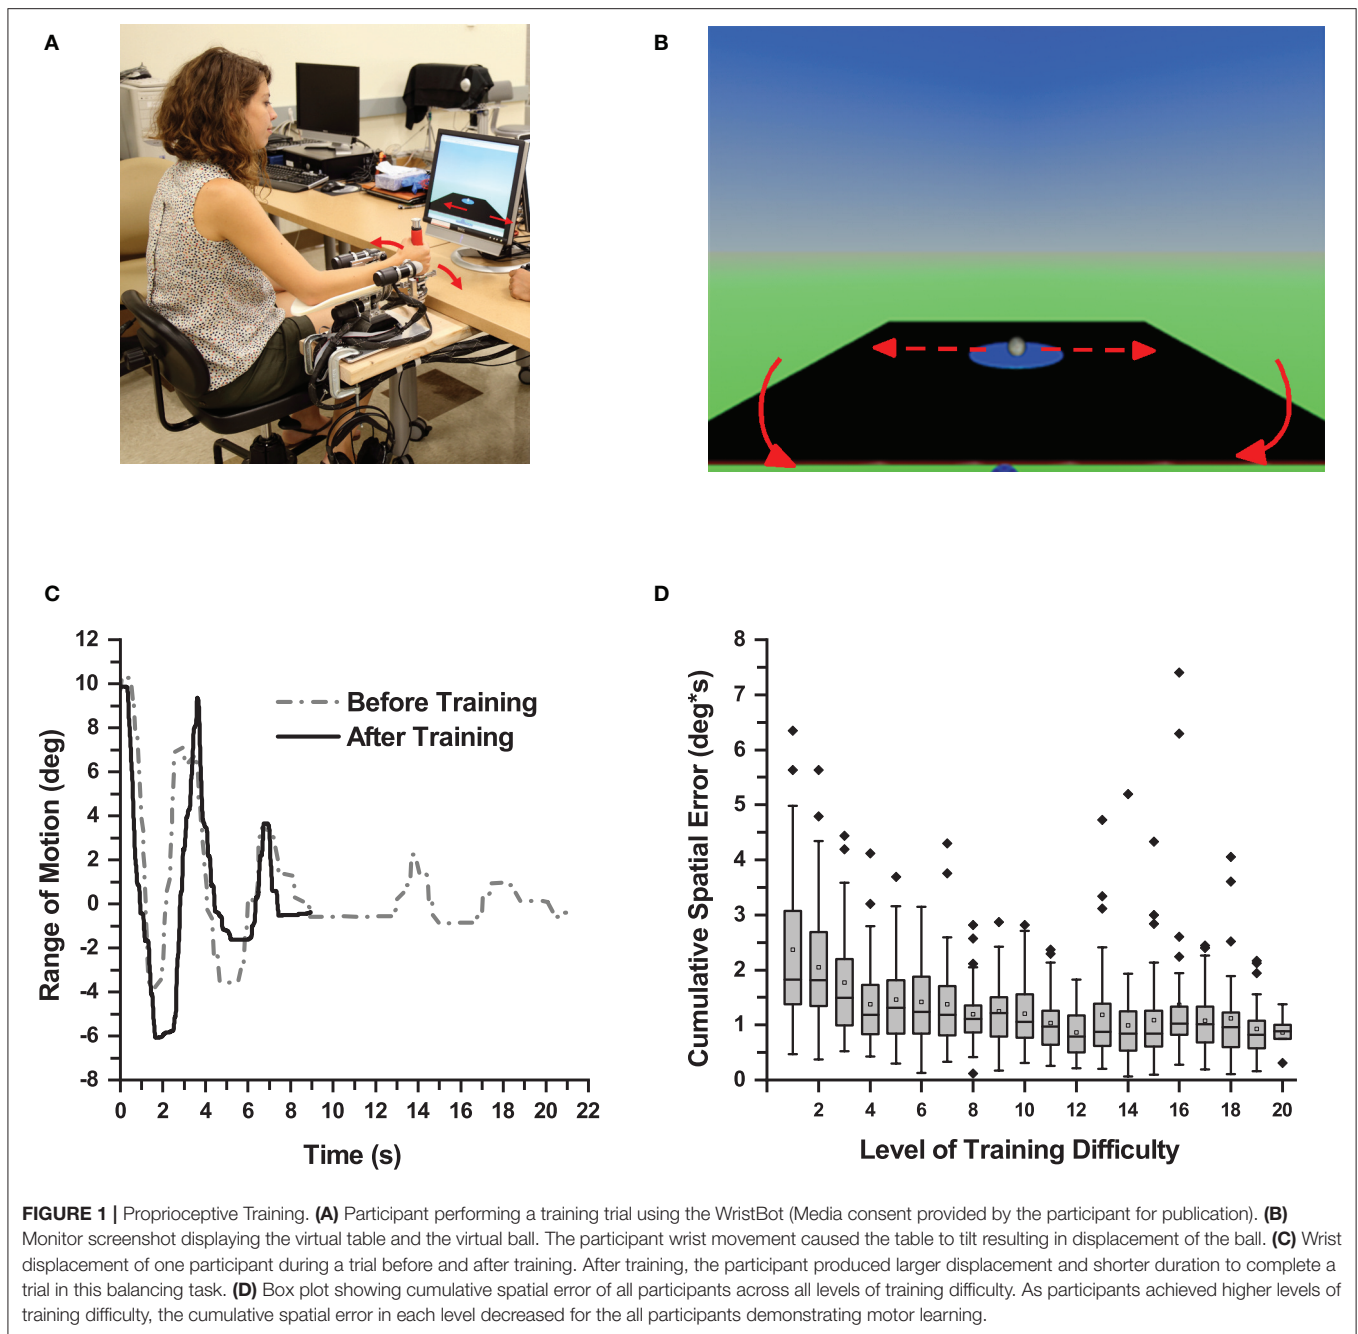 A
B
C
D
12
10
8
6
4
2
0
-2
-4
-6
-8
Range of Motion (deg)
Before Training
After Training
0 2 4 6 8 10 12 14 16 18 20 22
Time (s)
8
7
6
5
4
3
2
1
0
Cumulative Spatial Error (deg*s)
2 4 6 8 10 12 14 16 18 20
Level of Training Difficulty
FIGURE 1 | Proprioceptive Training. (A) Participant performing a training trial using the WristBot (Media consent provided by the participant for publication). (B)
Monitor screenshot displaying the virtual table and the virtual ball. The participant wrist movement caused the table to tilt resulting in displacement of the ball. (C) Wrist
displacement of one participant during a trial before and after training. After training, the participant produced larger displacement and shorter duration to complete a
trial in this balancing task. (D) Box plot showing cumulative spatial error of all participants across all levels of training difficulty. As participants achieved higher levels of
training difficulty, the cumulative spatial error in each level decreased for the all participants demonstrating motor learning.